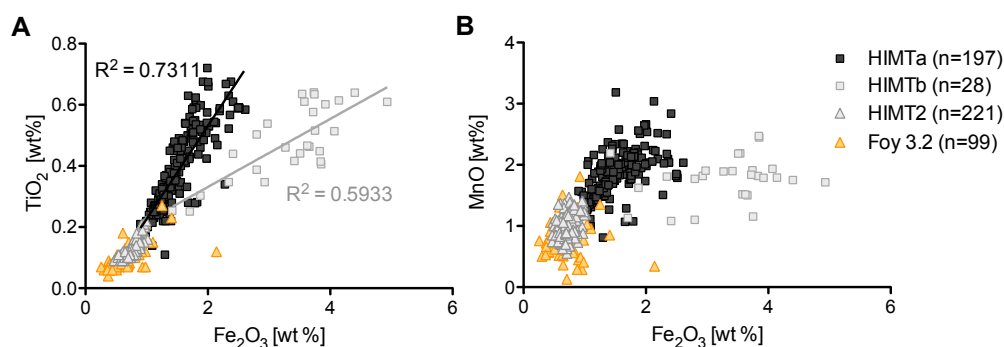 A
TiO2 [wt%]
0.8
0.6
0.4
0.2
0.0
R2 = 0.7311
R2 = 0.5933
0 2 4 6
Fe2O3 [wt %]
B
MnO [wt%]
4
3
2
1
0
0 2 4 6
Fe2O3 [wt %]
HIMTa (n=197)
HIMTb (n=28)
HIMT2 (n=221)
Foy 3.2 (n=99)